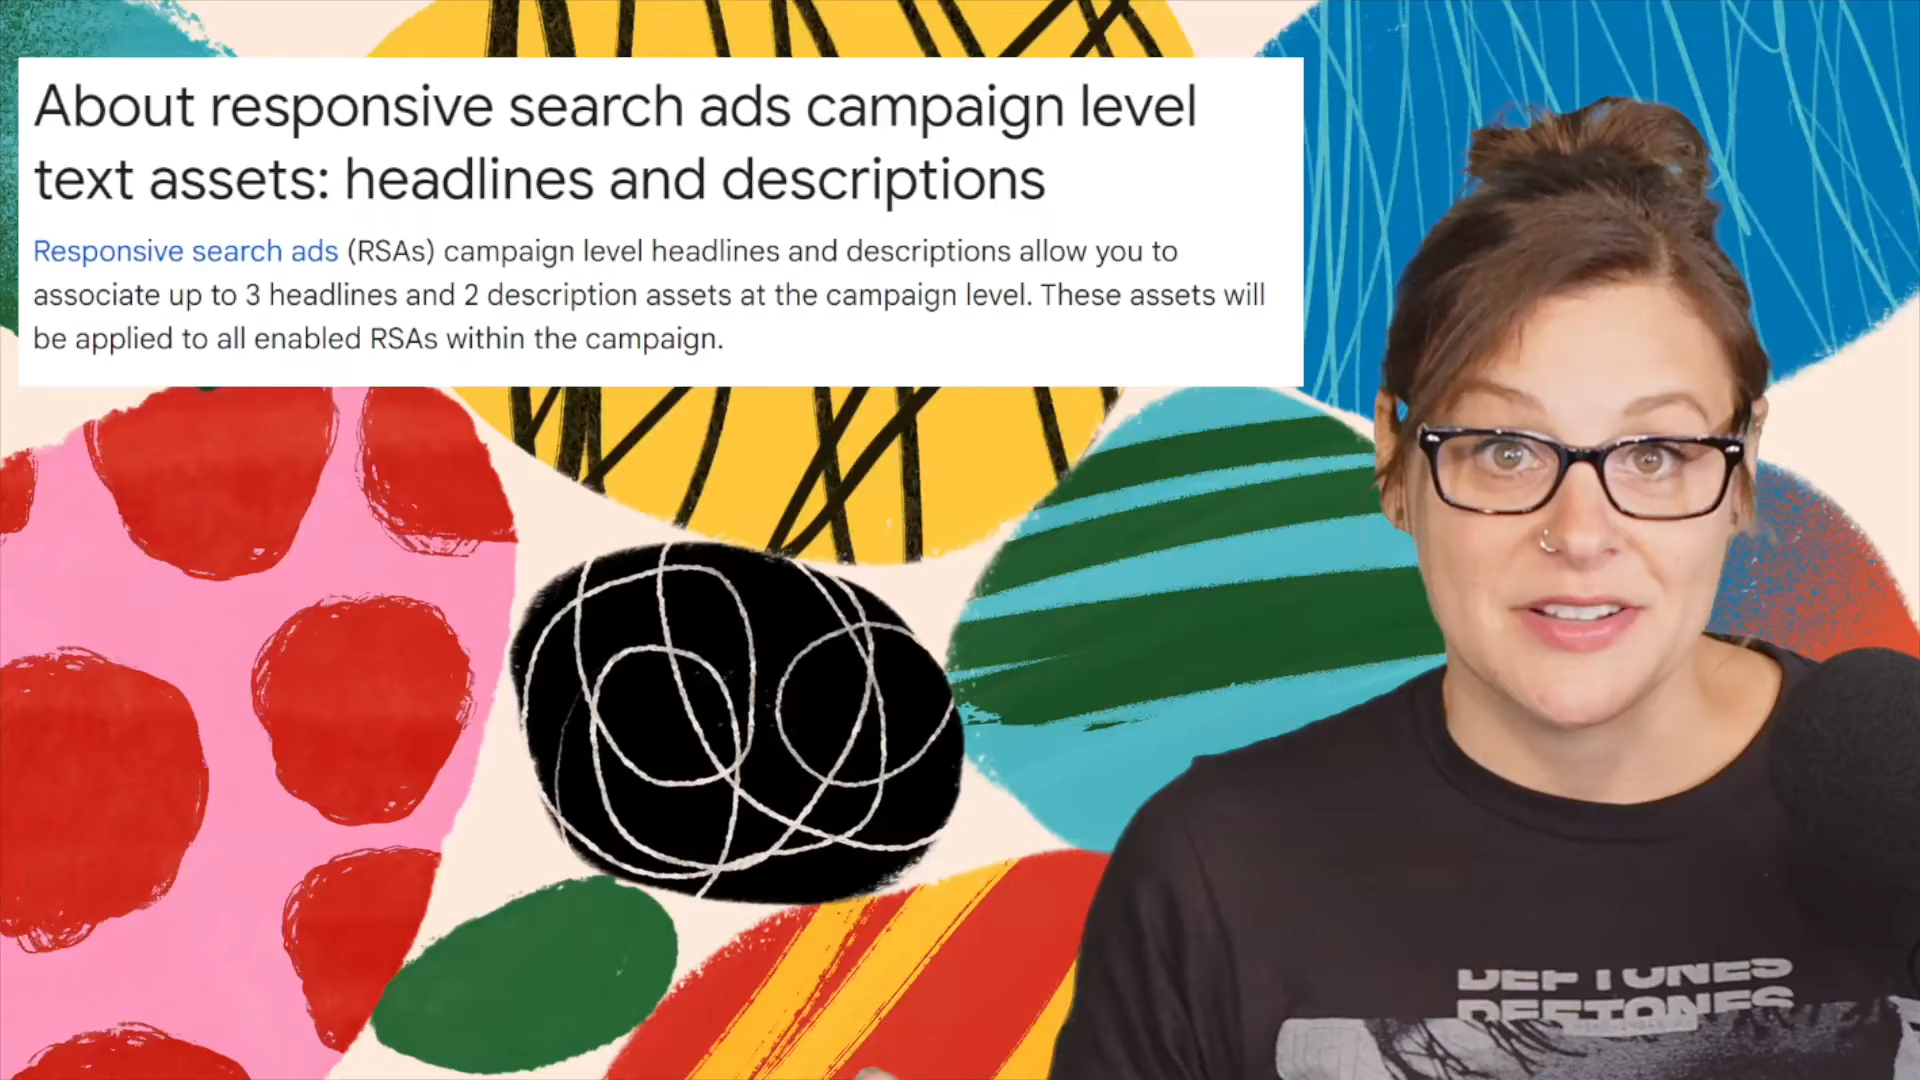 About responsive search ads campaign level
text assets: headlines and descriptions
Responsive search ads (RSAs) campaign level headlines and descriptions allow you to
associate up to 3 headlines and 2 description assets at the campaign level. These assets will
be applied to all enabled RSAs within the campaign.
DEFTONES
DEFTONES